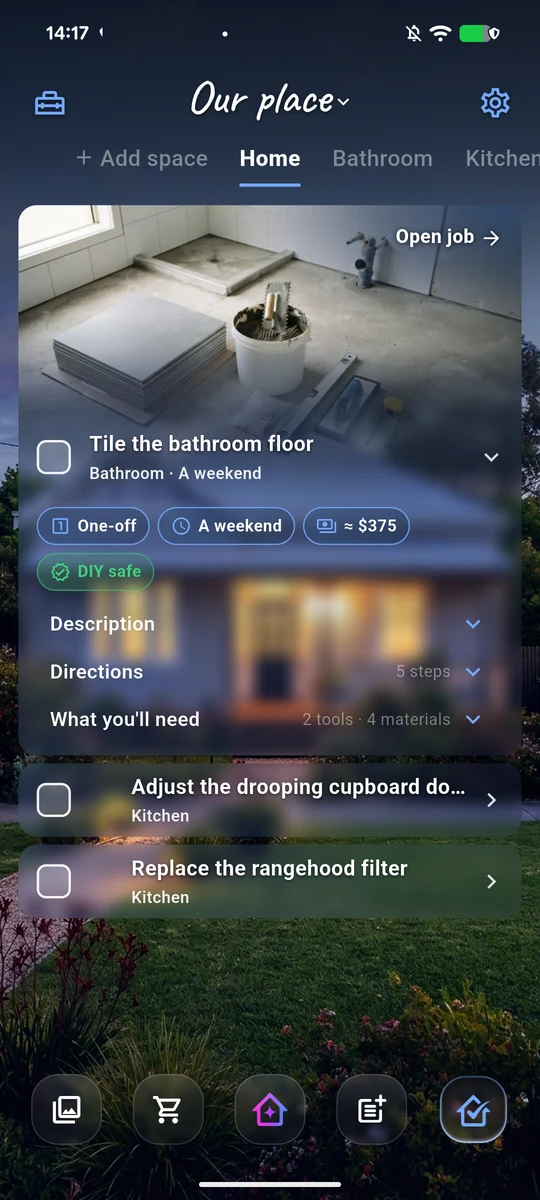 14:17
Our place
+ Add space Home Bathroom Kitchen
Open job →
Tile the bathroom floor
Bathroom · A weekend
1 One-off A weekend ≈ $375
DIY safe
Description
Directions 5 steps
What you'll need 2 tools · 4 materials
Adjust the drooping cupboard do...
Kitchen
Replace the rangehood filter
Kitchen